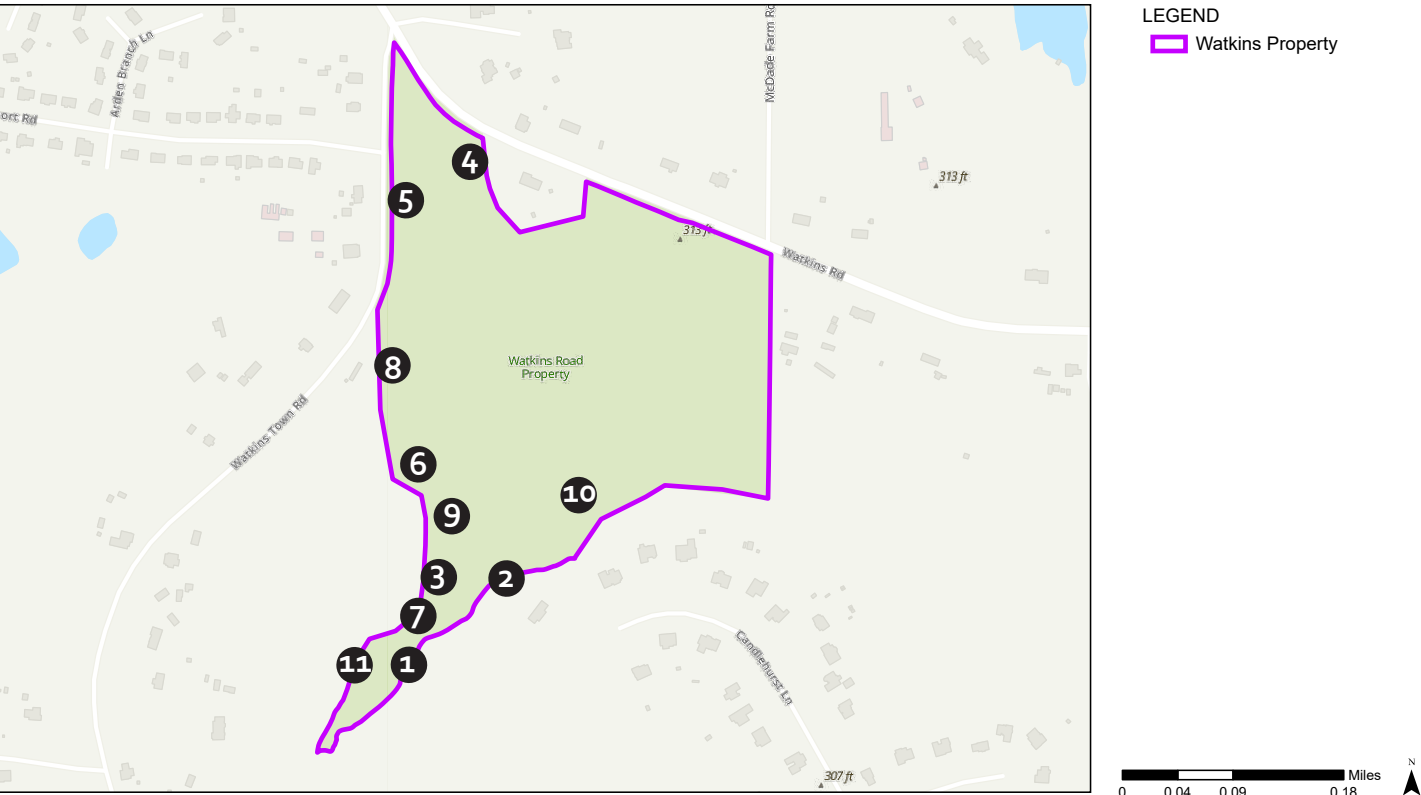 LEGEND
Watkins Property
Arden Branch Ln
McDade Farm Rd
ort Rd
4
313 ft
5
313 ft
Watkins Rd
8
Watkins Road
Property
Watkins Town Rd
6
10
9
3
2
7
11
1
Candlehurst Ln
307 ft
Miles
0 0.04 0.09 0.18
N